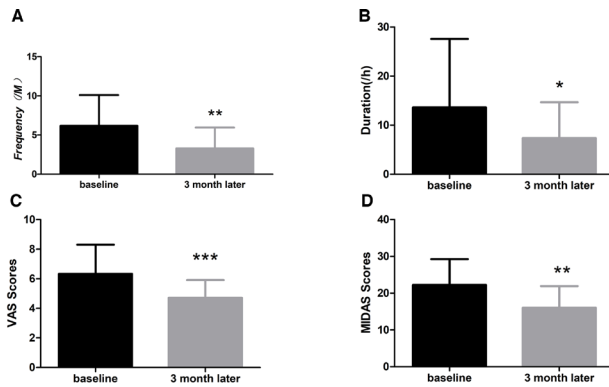 A
Frequency (/M)
15
10
5
0
**
baseline
3 month later
B
Duration(/h)
30
20
10
0
*
baseline
3 month later
C
VAS Scores
10
8
6
4
2
0
***
baseline
3 month later
D
MIDAS Scores
40
30
20
10
0
**
baseline
3 month later